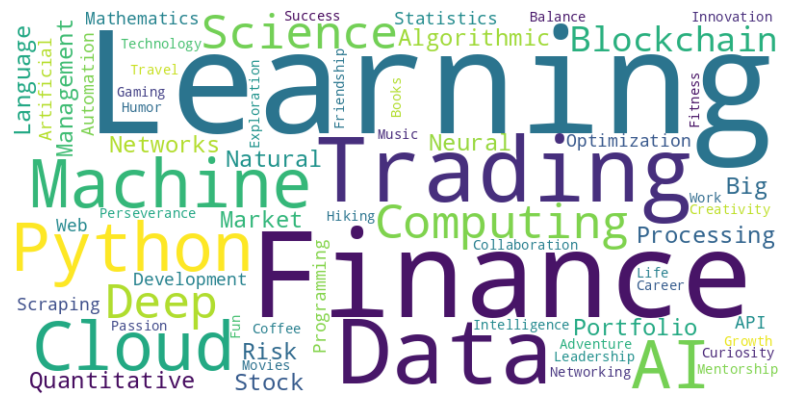 Mathematics
Success
Statistics
Balance
Innovation
Science
Algorithmic
Blockchain
Technology
Language
Artificial
Management
Automation
Learning
Travel
Gaming
Humor
Exploration
Friendship
Books
Fitness
Music
Networks
Neural
Optimization
Natural
Machine
Trading
Big
Work
Creativity
Perseverance
Market
Hiking
Computing
Web
Processing
Python
Collaboration
Finance
Development
Programming
Life
Career
Scraping
Deep
Passion
Fun
Coffee
Intelligence
Portfolio
API
Cloud
Data
Risk
Movies
Adventure
Growth
Leadership
Curiosity
AI
Quantitative
Stock
Networking
Mentorship